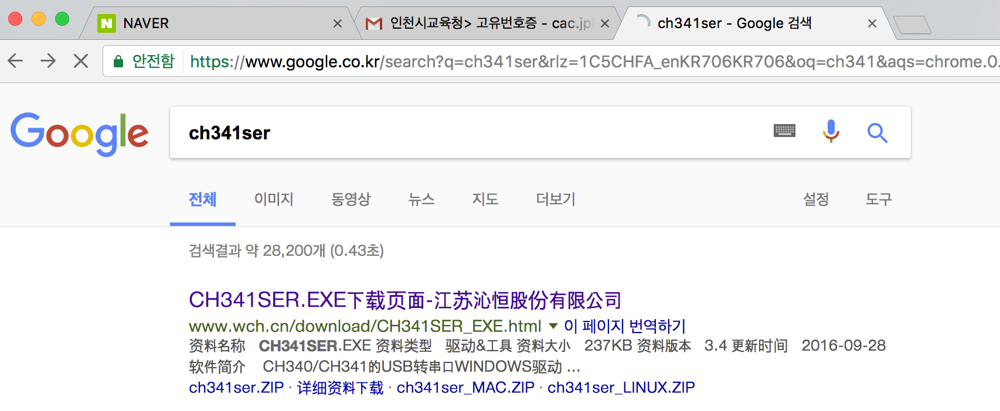 NAVER
인천시교육청> 고유번호증 - cac.jp
ch341ser - Google 검색
안전함 https://www.google.co.kr/search?q=ch341ser&rlz=1C5CHFA_enKR706KR706&oq=ch341&aqs=chrome.0.
Google
ch341ser
전체 이미지 동영상 뉴스 지도 더보기 설정 도구
검색결과 약 28,200개 (0.43초)
CH341SER.EXE下载页面-江苏沁恒股份有限公司
www.wch.cn/download/CH341SER_EXE.html 이 페이지 번역하기
资料名称 CH341SER.EXE 资料类型 驱动&工具 资料大小 237KB 资料版本 3.4 更新时间 2016-09-28
软件简介 CH340/CH341的USB转串口WINDOWS驱动 ...
ch341ser.ZIP · 详细资料下载 · ch341ser_MAC.ZIP · ch341ser_LINUX.ZIP